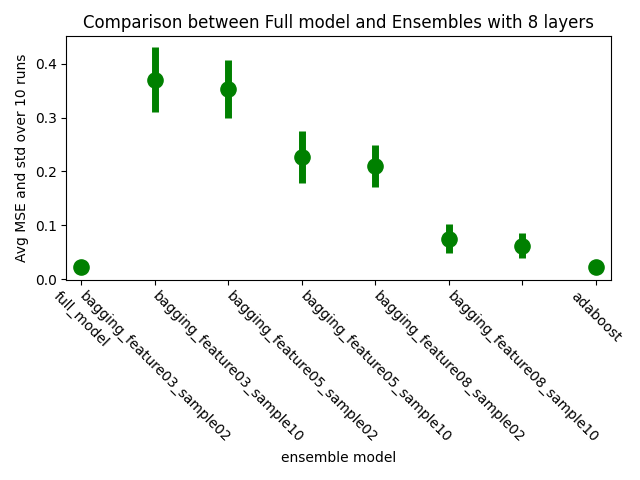 Comparison between Full model and Ensembles with 8 layers
Avg MSE and std over 10 runs
0.4
0.3
0.2
0.1
0.0
full_model
bagging_feature03_sample02
bagging_feature03_sample10
bagging_feature05_sample02
bagging_feature05_sample10
bagging_feature08_sample02
bagging_feature08_sample10
adaboost
ensemble model